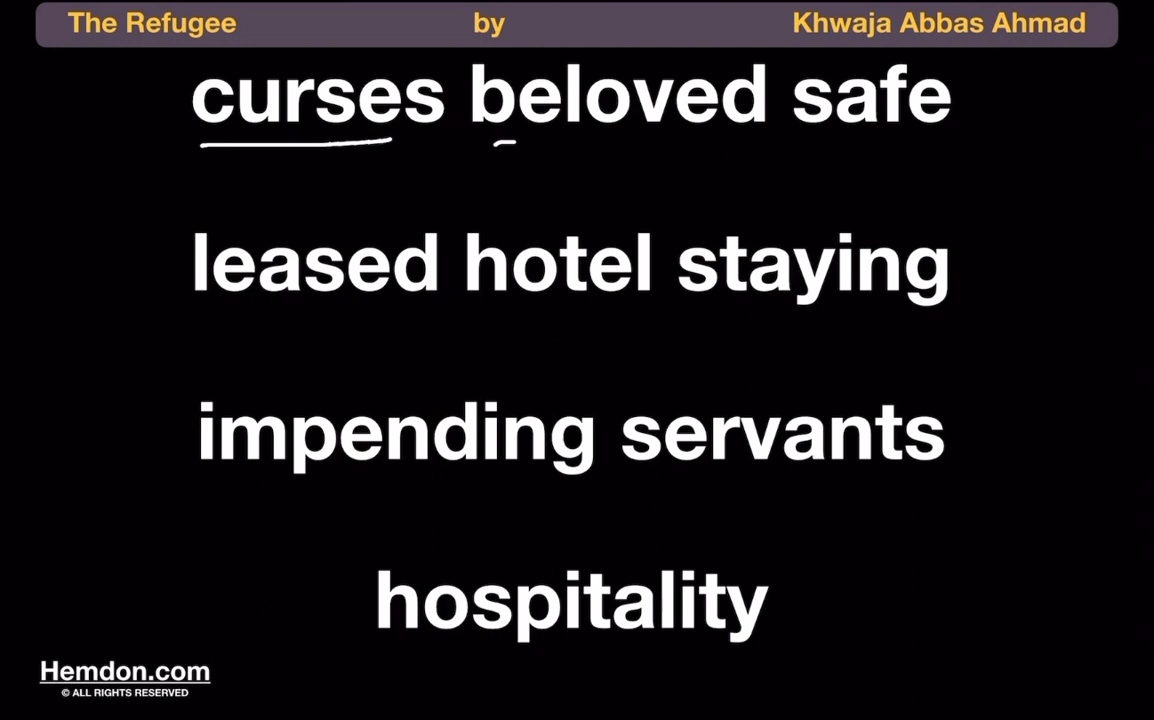 The Refugee by Khwaja Abbas Ahmad
curses beloved safe
leased hotel staying
impending servants
hospitality
Hemdon.com
© ALL RIGHTS RESERVED